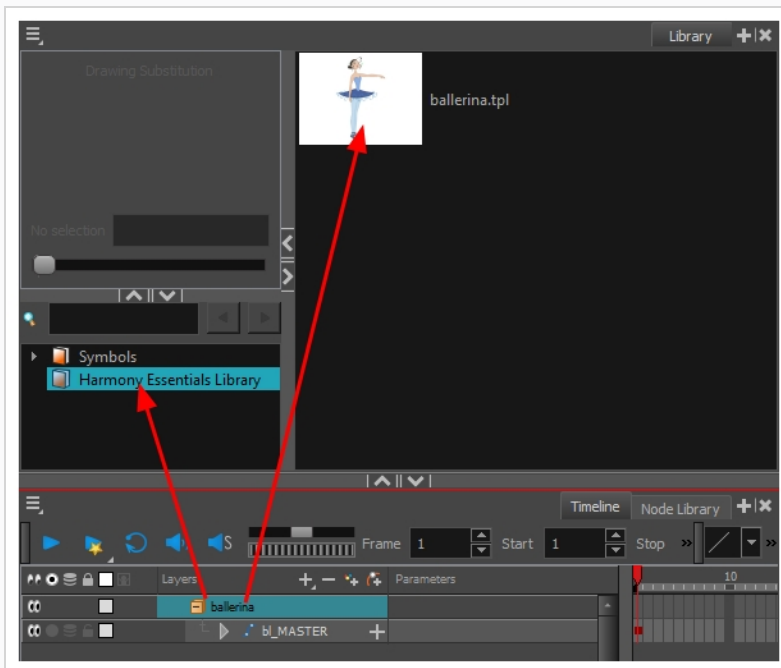 Library
Drawing Substitution
ballerina.tpl
No selection
Symbols
Harmony Essentials Library
Timeline
Node Library
S
Frame 1 Start 1 Stop »
Layers Parameters 10
ballerina
bl_MASTER